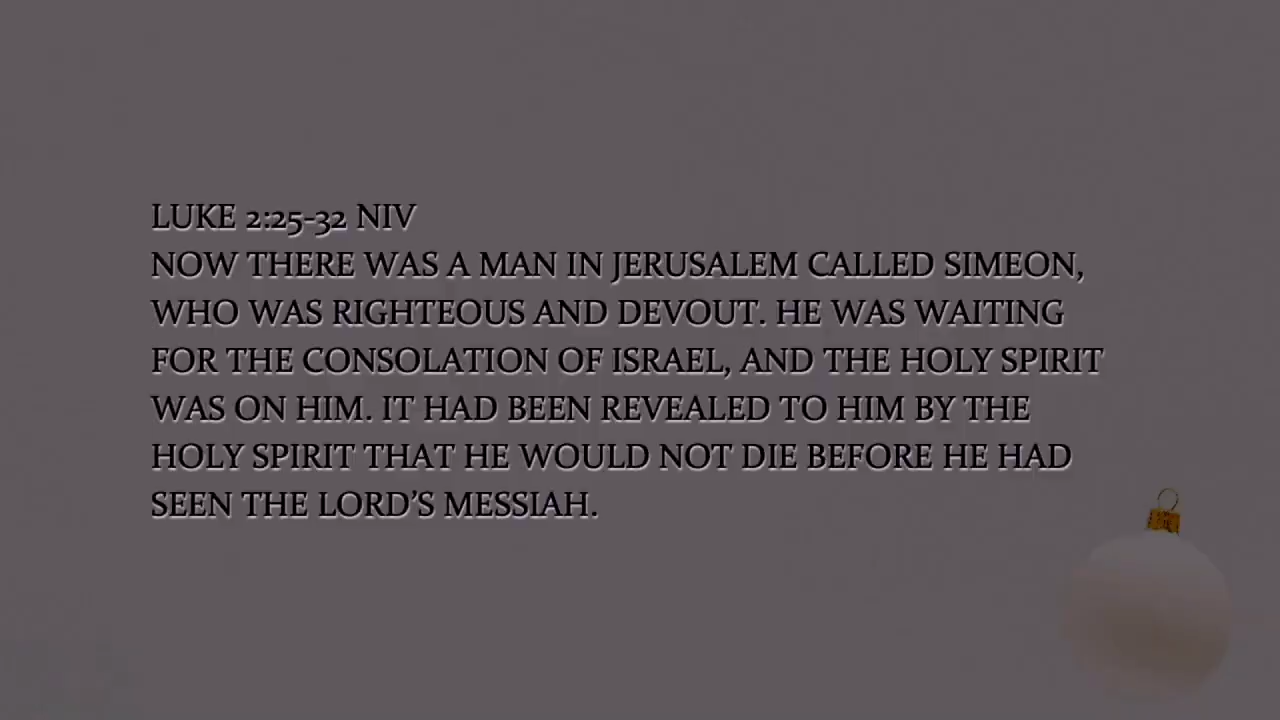 LUKE 2:25-32 NIV
NOW THERE WAS A MAN IN JERUSALEM CALLED SIMEON,
WHO WAS RIGHTEOUS AND DEVOUT. HE WAS WAITING
FOR THE CONSOLATION OF ISRAEL, AND THE HOLY SPIRIT
WAS ON HIM. IT HAD BEEN REVEALED TO HIM BY THE
HOLY SPIRIT THAT HE WOULD NOT DIE BEFORE HE HAD
SEEN THE LORD’S MESSIAH.